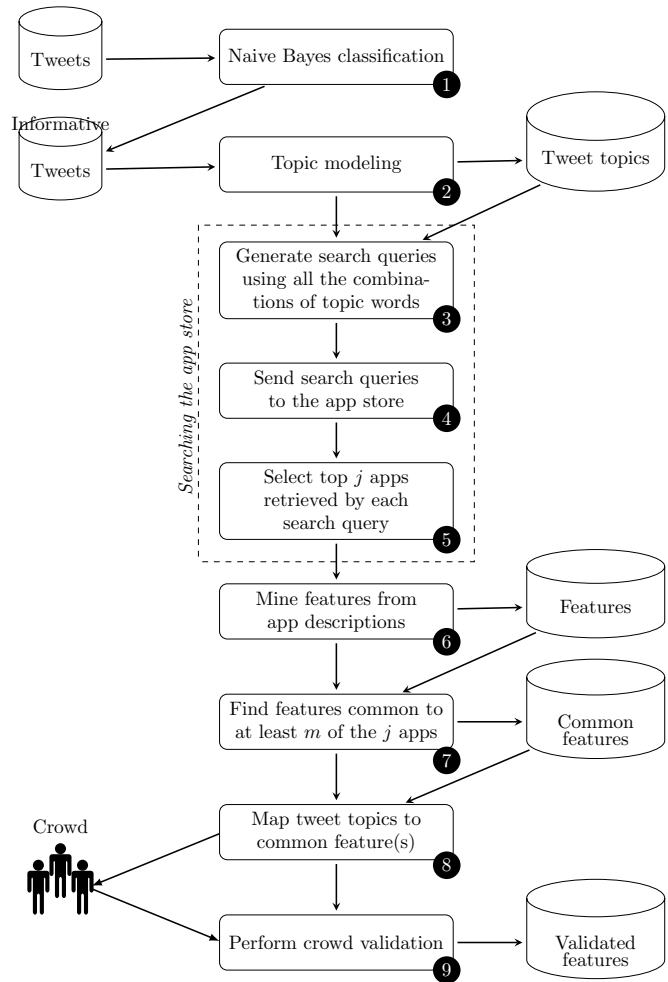 Tweets
Naive Bayes classification
1
Informative
Tweets
Topic modeling
2
Tweet topics
Searching the app store
Generate search queries
using all the combina-
tions of topic words
3
Send search queries
to the app store
4
Select top j apps
retrieved by each
search query
5
Mine features from
app descriptions
6
Features
Find features common to
at least m of the j apps
7
Common
features
Crowd
Map tweet topics to
common feature(s)
8
Perform crowd validation
9
Validated
features